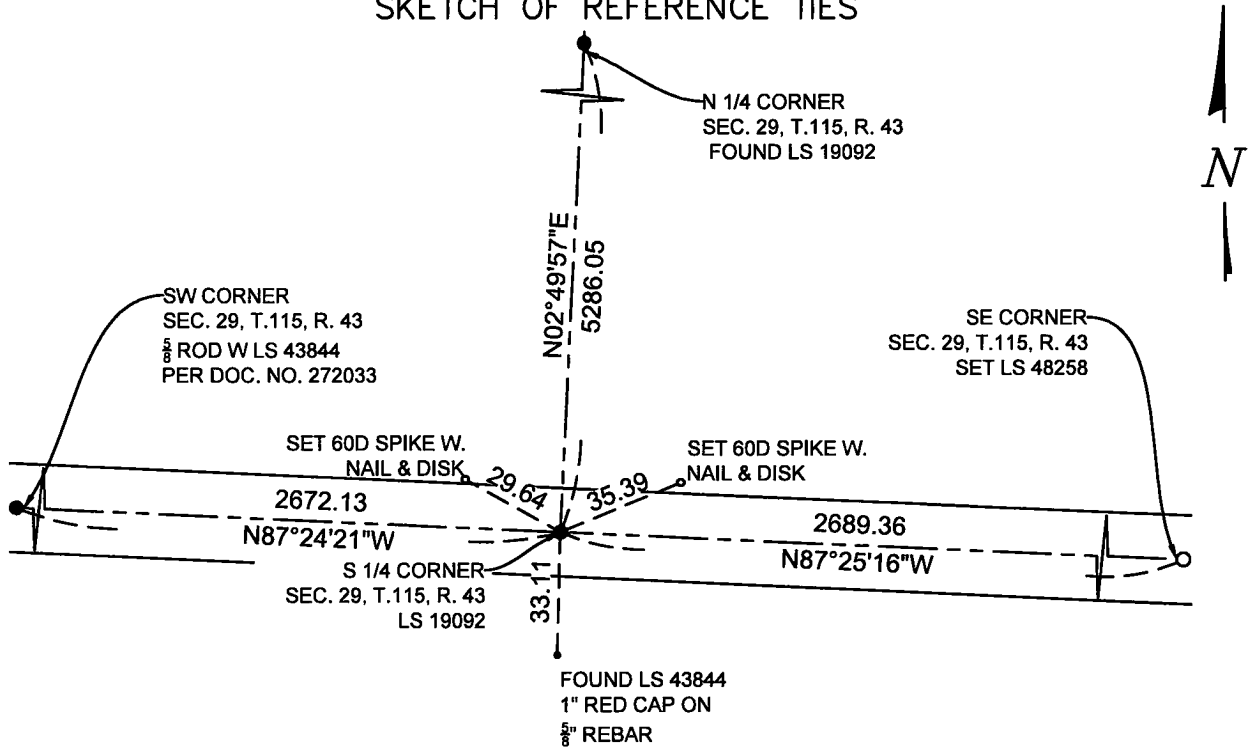 SKETCH OF REFERENCE TIES
N 1/4 CORNER
SEC. 29, T.115, R. 43
FOUND LS 19092
N
N02°49'57"E
5286.05
SW CORNER
SEC. 29, T.115, R. 43
5/8 ROD W LS 43844
PER DOC. NO. 272033
SE CORNER
SEC. 29, T.115, R. 43
SET LS 48258
SET 60D SPIKE W.
NAIL & DISK
29.64
35.39
SET 60D SPIKE W.
NAIL & DISK
2672.13
N87°24'21"W
2689.36
N87°25'16"W
S 1/4 CORNER
SEC. 29, T.115, R. 43
LS 19092
33.11
FOUND LS 43844
1" RED CAP ON
5/8" REBAR